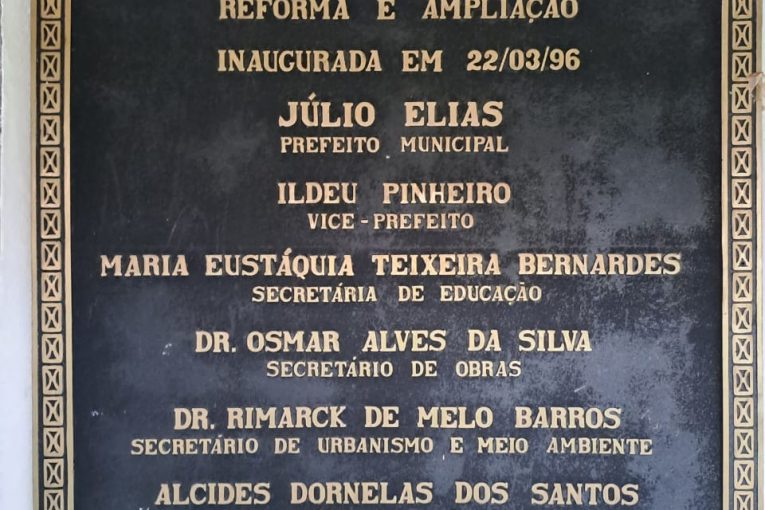 REFORMA E AMPLIAÇÃO
INAUGURADA EM 22/03/96
JÚLIO ELIAS
PREFEITO MUNICIPAL
ILDEU PINHEIRO
VICE-PREFEITO
MARIA EUSTÁQUIA TEIXEIRA BERNARDES
SECRETÁRIA DE EDUCAÇÃO
DR. OSMAR ALVES DA SILVA
SECRETÁRIO DE OBRAS
DR. RIMARCK DE MELO BARROS
SECRETÁRIO DE URBANISMO E MEIO AMBIENTE
ALCIDES DORNELAS DOS SANTOS